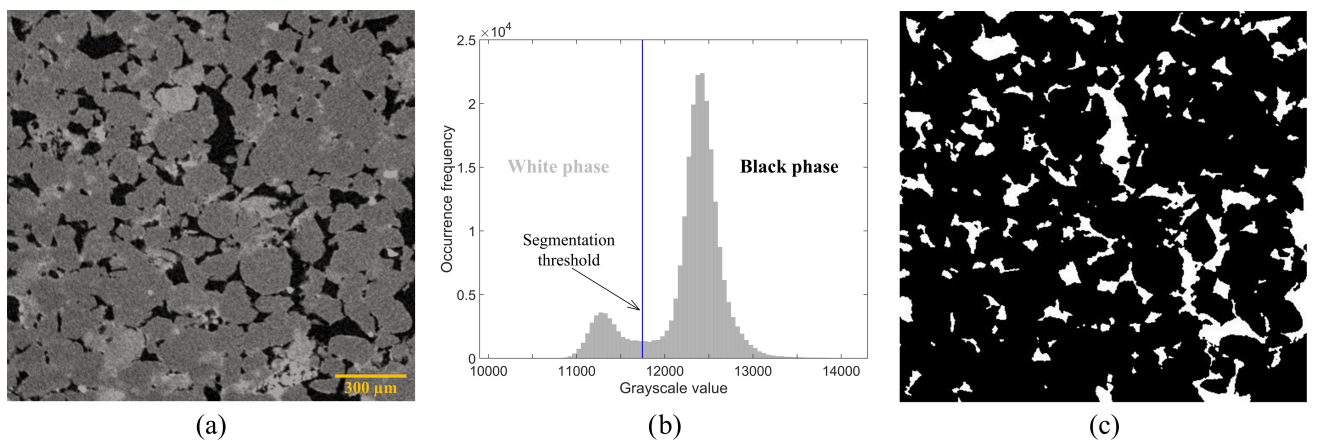 300 µm
(a)
×10⁴
2.5
2
1.5
1
0.5
0
Occurrence frequency
White phase
Black phase
Segmentation
threshold
10000 11000 12000 13000 14000
Grayscale value
(b)
(c)